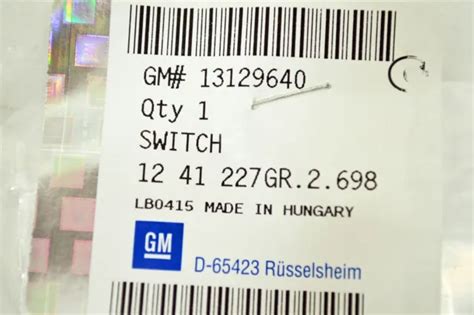 GM# 13129640
Qty 1
SWITCH
12 41 227GR.2.698
LB0415 MADE IN HUNGARY
GM
D-65423 Rüsselsheim